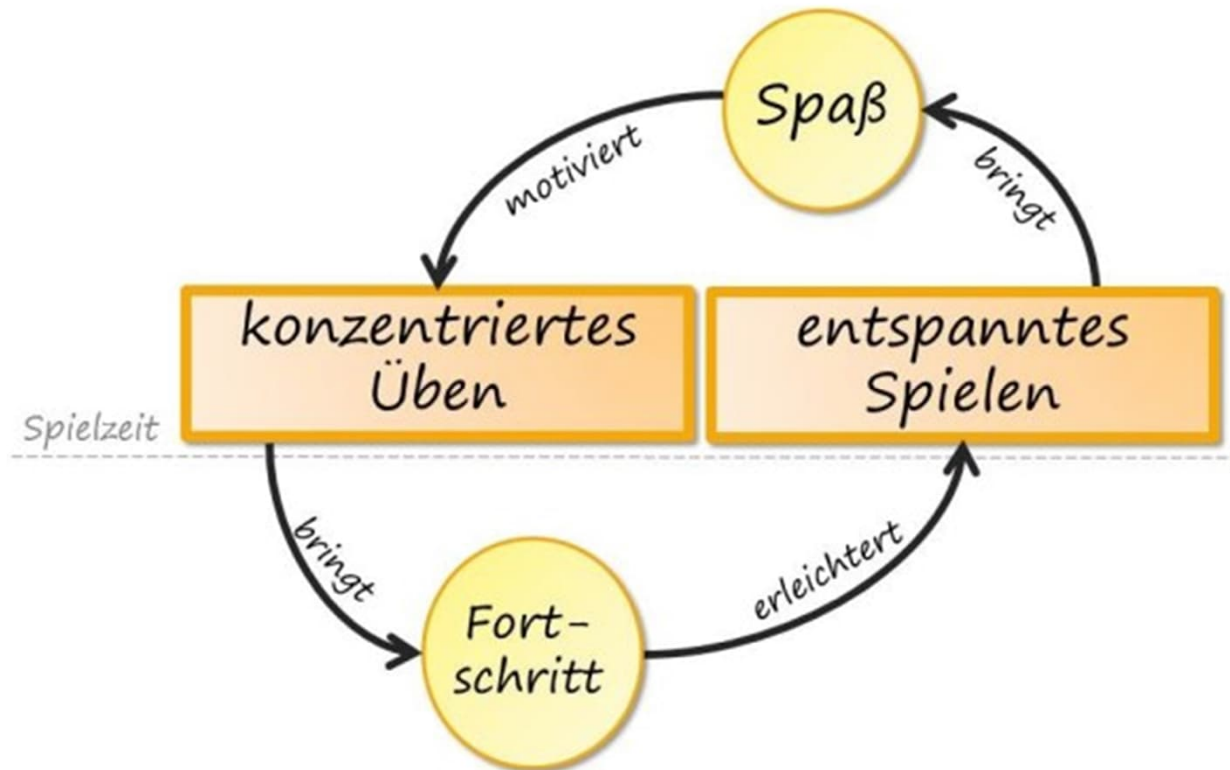 Spaß
motiviert
bringt
konzentriertes
Üben
entspanntes
Spielen
Spielzeit
bringt
erleichtert
Fort-
schritt